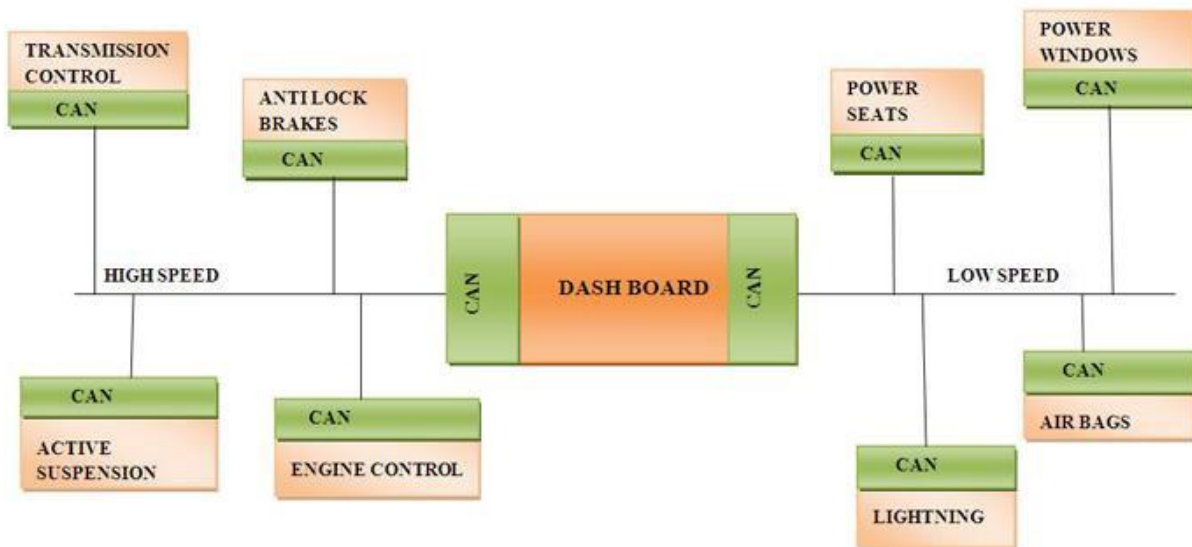 TRANSMISSION
CONTROL
CAN
ANTI LOCK
BRAKES
CAN
POWER
SEATS
CAN
POWER
WINDOWS
CAN
HIGH SPEED
CAN
DASH BOARD
CAN
LOW SPEED
CAN
ACTIVE
SUSPENSION
CAN
ENGINE CONTROL
CAN
LIGHTNING
CAN
AIR BAGS